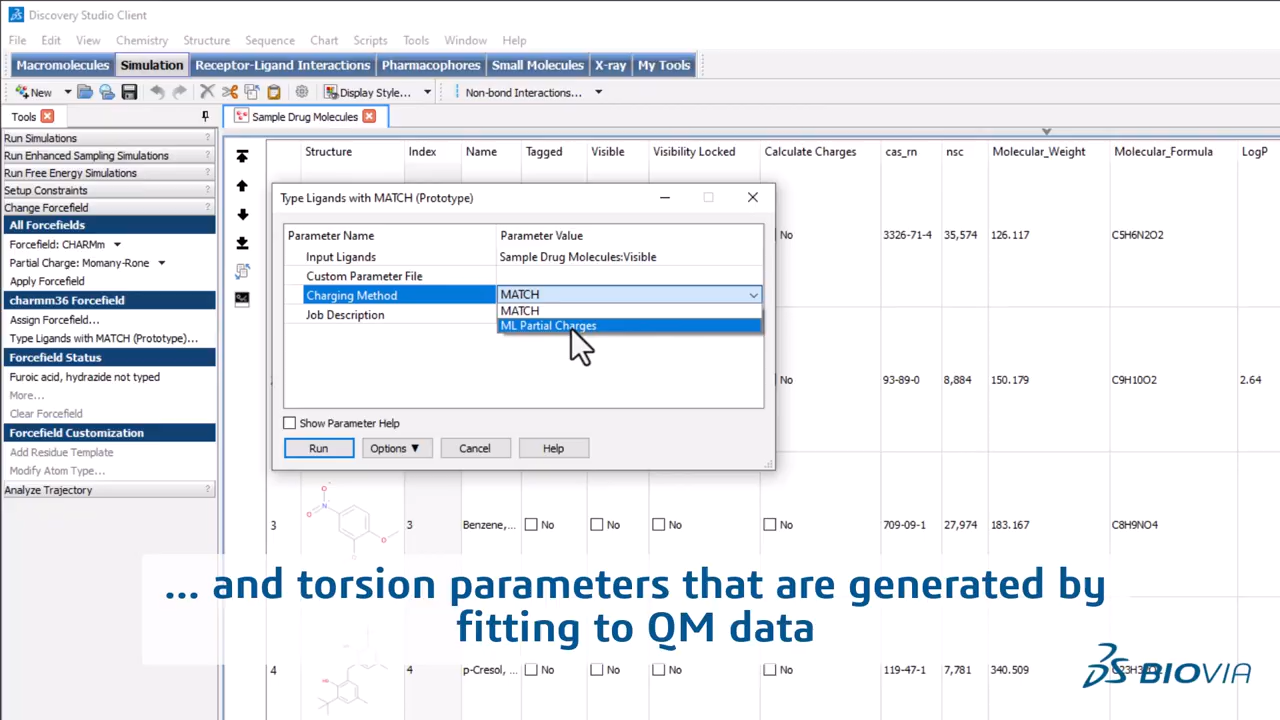 Discovery Studio Client
File Edit View Chemistry Structure Sequence Chart Scripts Tools Window Help
Macromolecules Simulation Receptor-Ligand Interactions Pharmacophores Small Molecules X-ray My Tools
New Display Style... Non-bond Interactions...
Tools Sample Drug Molecules
Run Simulations ?
Run Enhanced Sampling Simulations ?
Run Free Energy Simulations ?
Setup Constraints ?
Change Forcefield ?
All Forcefields
Forcefield: CHARMm
Partial Charge: Momany-Rone
Apply Forcefield
charmm36 Forcefield
Assign Forcefield...
Type Ligands with MATCH (Prototype)...
Forcefield Status
Furoic acid, hydrazide not typed
More...
Clear Forcefield
Forcefield Customization
Add Residue Template
Modify Atom Type...
Analyze Trajectory ?
Structure Index Name Tagged Visible Visibility Locked Calculate Charges cas_rn nsc Molecular_Weight Molecular_Formula LogP
No 3326-71-4 35,574 126.117 C5H6N2O2
No 93-89-0 8,884 150.179 C9H10O2 2.64
3 3 Benzene,... No No No No 709-09-1 27,974 183.167 C8H9NO4
4 4 p-Cresol, ... No No No No 119-47-1 7,781 340.509
Type Ligands with MATCH (Prototype)
Parameter Name Parameter Value
Input Ligands Sample Drug Molecules:Visible
Custom Parameter File
Charging Method MATCH
MATCH
ML Partial Charges
Job Description
Show Parameter Help
Run Options ▼ Cancel Help
... and torsion parameters that are generated by
fitting to QM data
BIOVIA